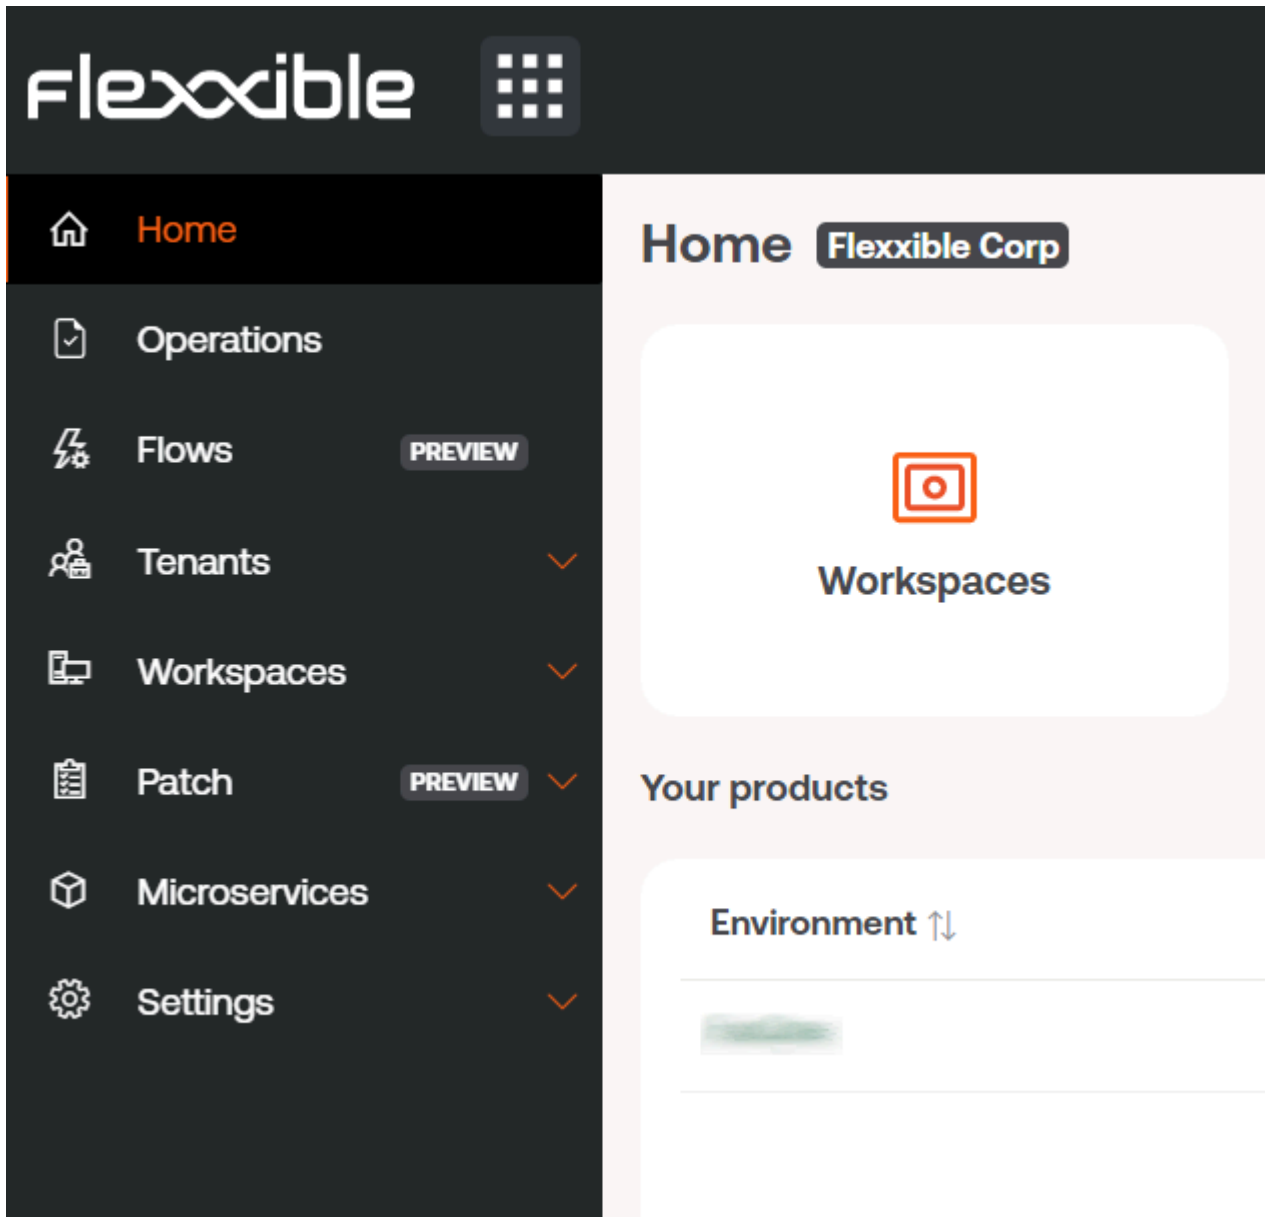 Flexxible
Home
Operations
Flows PREVIEW
Tenants
Workspaces
Patch PREVIEW
Microservices
Settings
Home Flexxible Corp
Workspaces
Your products
Environment